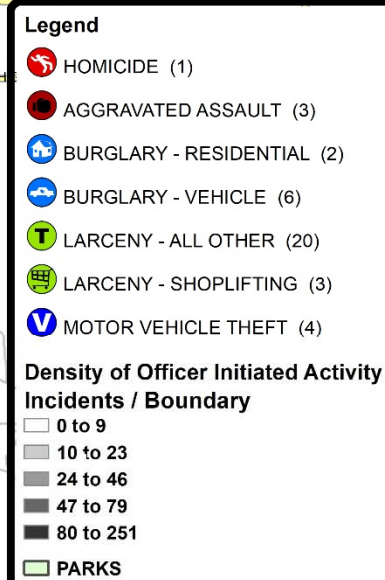 Legend
HOMICIDE (1)
AGGRAVATED ASSAULT (3)
BURGLARY - RESIDENTIAL (2)
BURGLARY - VEHICLE (6)
T LARCENY - ALL OTHER (20)
LARCENY - SHOPLIFTING (3)
V MOTOR VEHICLE THEFT (4)
Density of Officer Initiated Activity
Incidents / Boundary
0 to 9
10 to 23
24 to 46
47 to 79
80 to 251
PARKS